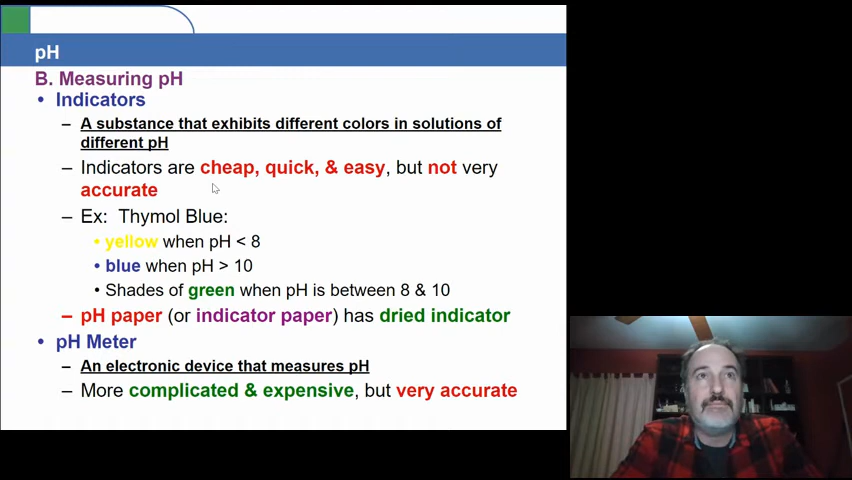 pH
B. Measuring pH
• Indicators
– A substance that exhibits different colors in solutions of
different pH
– Indicators are cheap, quick, & easy, but not very
accurate
– Ex: Thymol Blue:
• yellow when pH < 8
• blue when pH > 10
• Shades of green when pH is between 8 & 10
– pH paper (or indicator paper) has dried indicator
• pH Meter
– An electronic device that measures pH
– More complicated & expensive, but very accurate